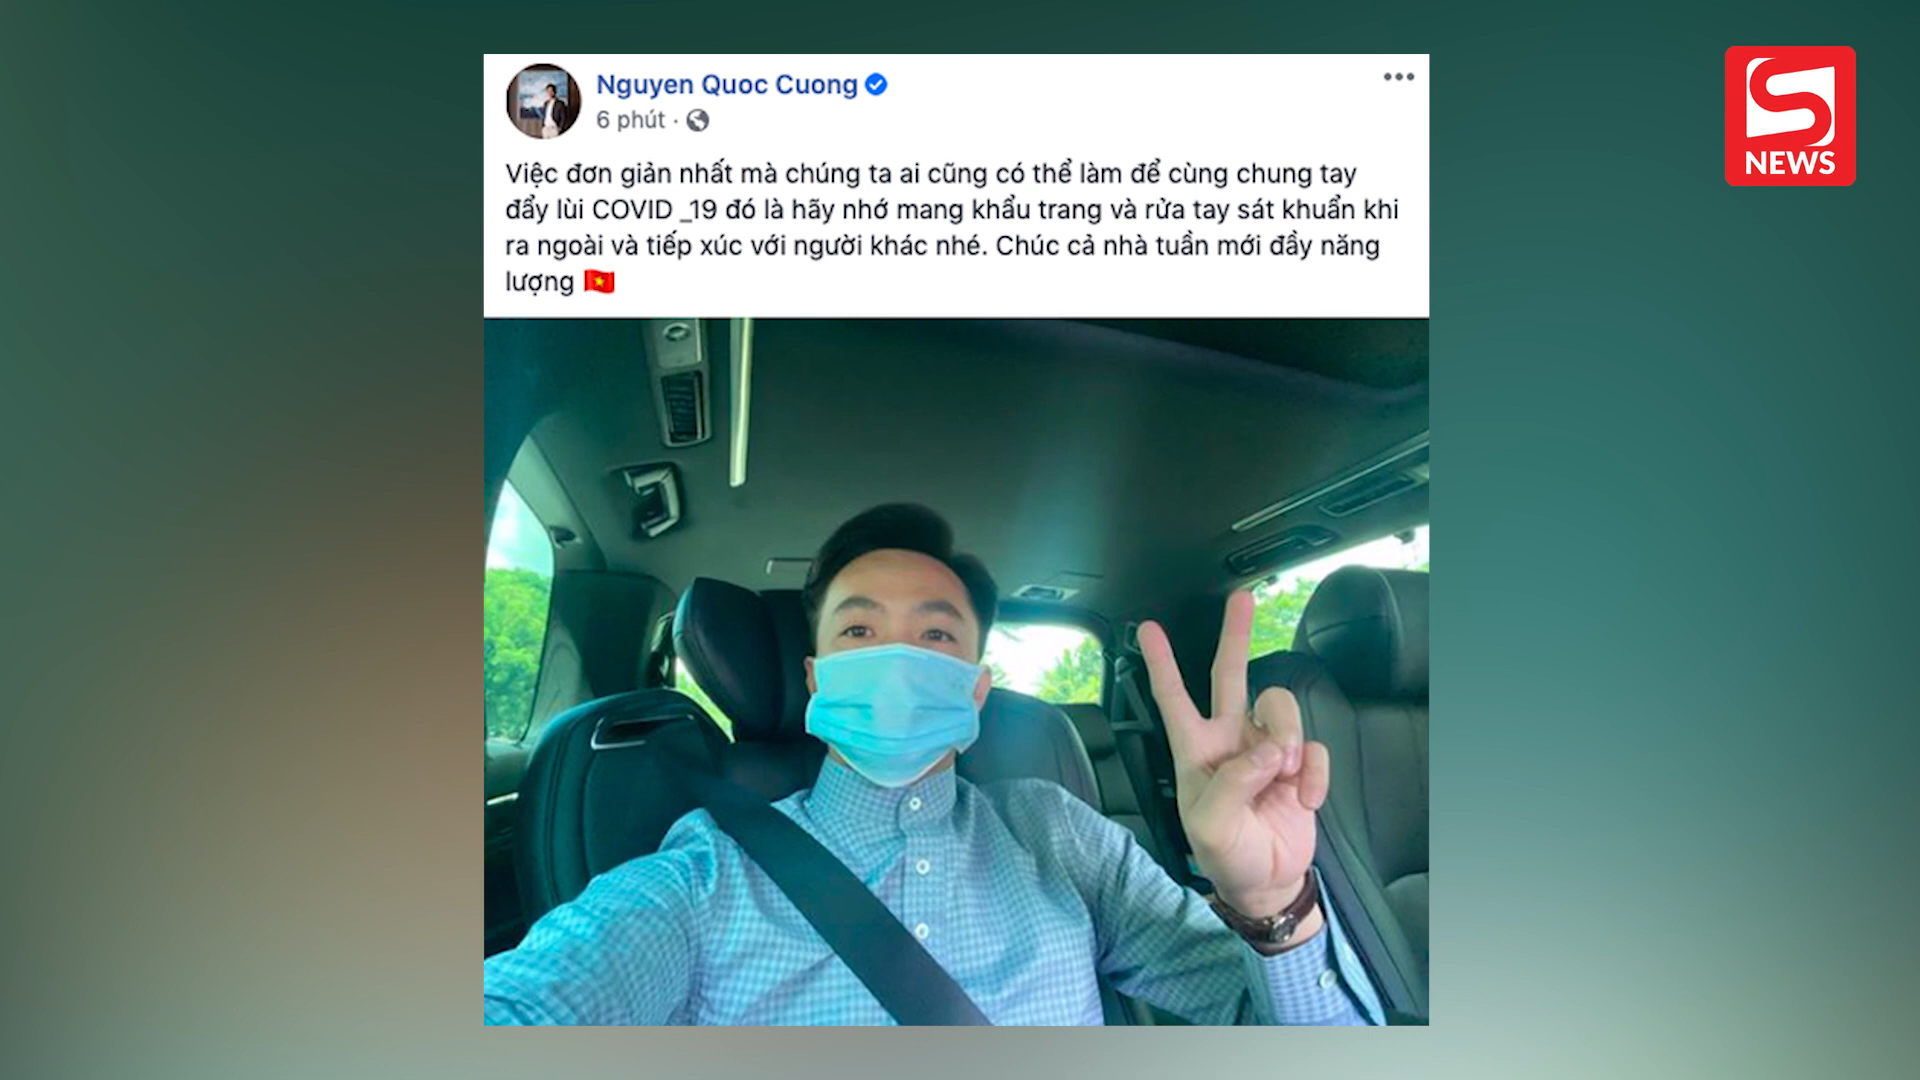 Nguyen Quoc Cuong
6 phút ·
Việc đơn giản nhất mà chúng ta ai cũng có thể làm để cùng chung tay
đẩy lùi COVID _19 đó là hãy nhớ mang khẩu trang và rửa tay sát khuẩn khi
ra ngoài và tiếp xúc với người khác nhé. Chúc cả nhà tuần mới đầy năng
lượng 🇻🇳
S
NEWS